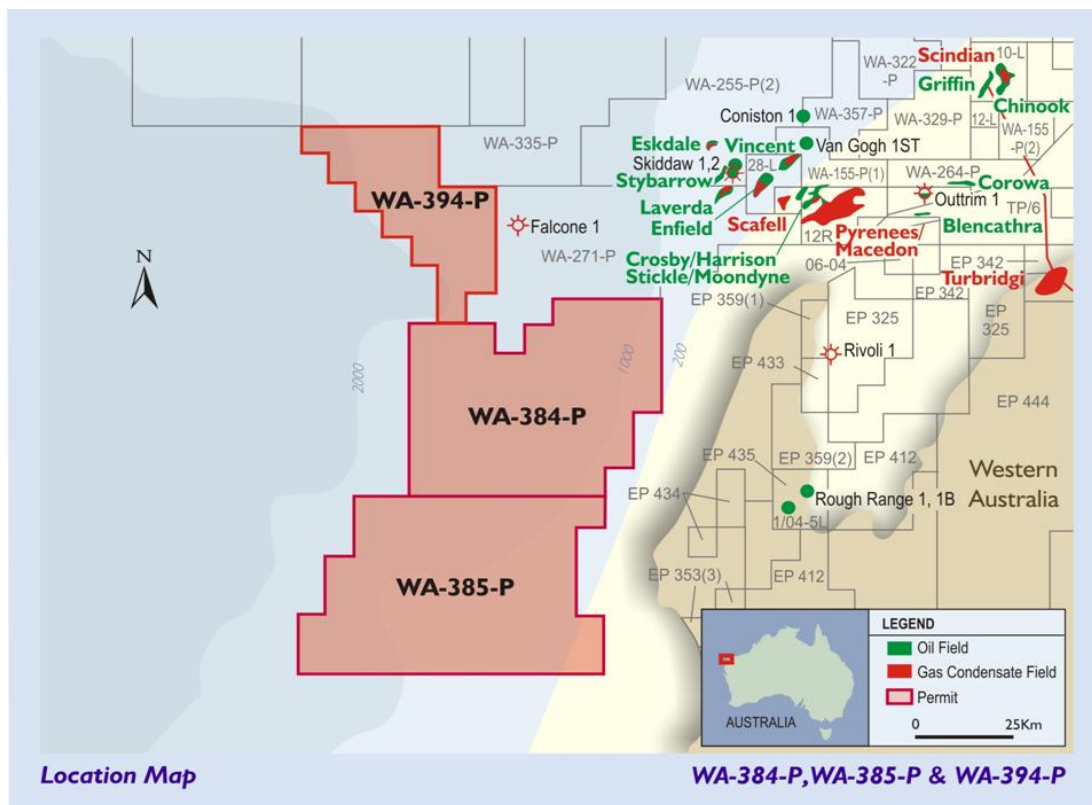 Scindian
10-L
WA-322
-P
Griffin
WA-255-P(2)
Chinook
Coniston 1
WA-357-P
WA-329-P
12-L
WA-155
-P(2)
WA-335-P
Eskdale
Vincent
Van Gogh 1ST
Skiddaw 1,2
28-L
WA-155-P(1)
WA-264-P
Stybarrow
Corowa
WA-394-P
Outtrim 1
TP/6
Laverda
Enfield
Scafell
Blencathra
Falcone 1
Pyrenees/
Macedon
12R
WA-271-P
Crosby/Harrison
Stickle/Moondyne
06-04
EP 342
Turbridgi
N
EP 359(1)
EP 342
EP 325
EP
325
2000
1000
200
Rivoli 1
EP 433
EP 444
WA-384-P
EP 435
EP 359(2)
EP 412
Western
Australia
EP 434
Rough Range 1, 1B
1/04-5L
EP 353(3)
EP 412
WA-385-P
LEGEND
Oil Field
Gas Condensate Field
Permit
0 25Km
AUSTRALIA
Location Map
WA-384-P,WA-385-P & WA-394-P